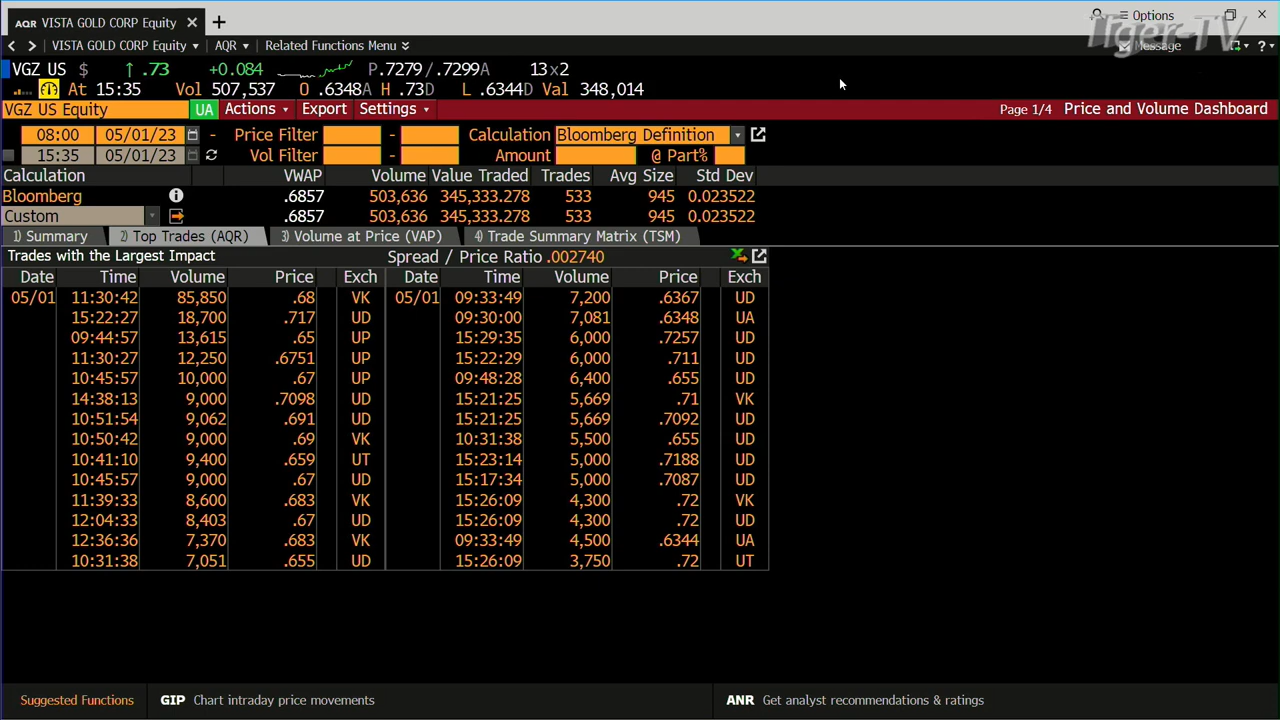 AQR VISTA GOLD CORP Equity × +
Options
VISTA GOLD CORP Equity AQR Related Functions Menu
Message ?
Tiger-TV
VGZ US $ ↑ .73 +0.084 P.7279 / .7299A 13x2
At 15:35 Vol 507,537 O .6348A H .73D L .6344D Val 348,014
VGZ US Equity UA Actions Export Settings Page 1/4 Price and Volume Dashboard
08:00 05/01/23 - Price Filter - Calculation Bloomberg Definition
15:35 05/01/23 Vol Filter - Amount @ Part%
Calculation VWAP Volume Value Traded Trades Avg Size Std Dev
Bloomberg .6857 503,636 345,333.278 533 945 0.023522
Custom .6857 503,636 345,333.278 533 945 0.023522
1) Summary 2) Top Trades (AQR) 3) Volume at Price (VAP) 4) Trade Summary Matrix (TSM)
Trades with the Largest Impact Spread / Price Ratio .002740
Date Time Volume Price Exch Date Time Volume Price Exch
05/01 11:30:42 85,850 .68 VK 05/01 09:33:49 7,200 .6367 UD
15:22:27 18,700 .717 UD 09:30:00 7,081 .6348 UA
09:44:57 13,615 .65 UP 15:29:35 6,000 .7257 UD
11:30:27 12,250 .6751 UP 15:22:29 6,000 .711 UD
10:45:57 10,000 .67 UP 09:48:28 6,400 .655 UD
14:38:13 9,000 .7098 UD 15:21:25 5,669 .71 VK
10:51:54 9,062 .691 UD 15:21:25 5,669 .7092 UD
10:50:42 9,000 .69 VK 10:31:38 5,500 .655 UD
10:41:10 9,400 .659 UT 15:23:14 5,000 .7188 UD
10:45:57 9,000 .67 UD 15:17:34 5,000 .7087 UD
11:39:33 8,600 .683 VK 15:26:09 4,300 .72 VK
12:04:33 8,403 .67 UD 15:26:09 4,300 .72 UD
12:36:36 7,370 .683 VK 09:33:49 4,500 .6344 UA
10:31:38 7,051 .655 UD 15:26:09 3,750 .72 UT
Suggested Functions GIP Chart intraday price movements ANR Get analyst recommendations & ratings